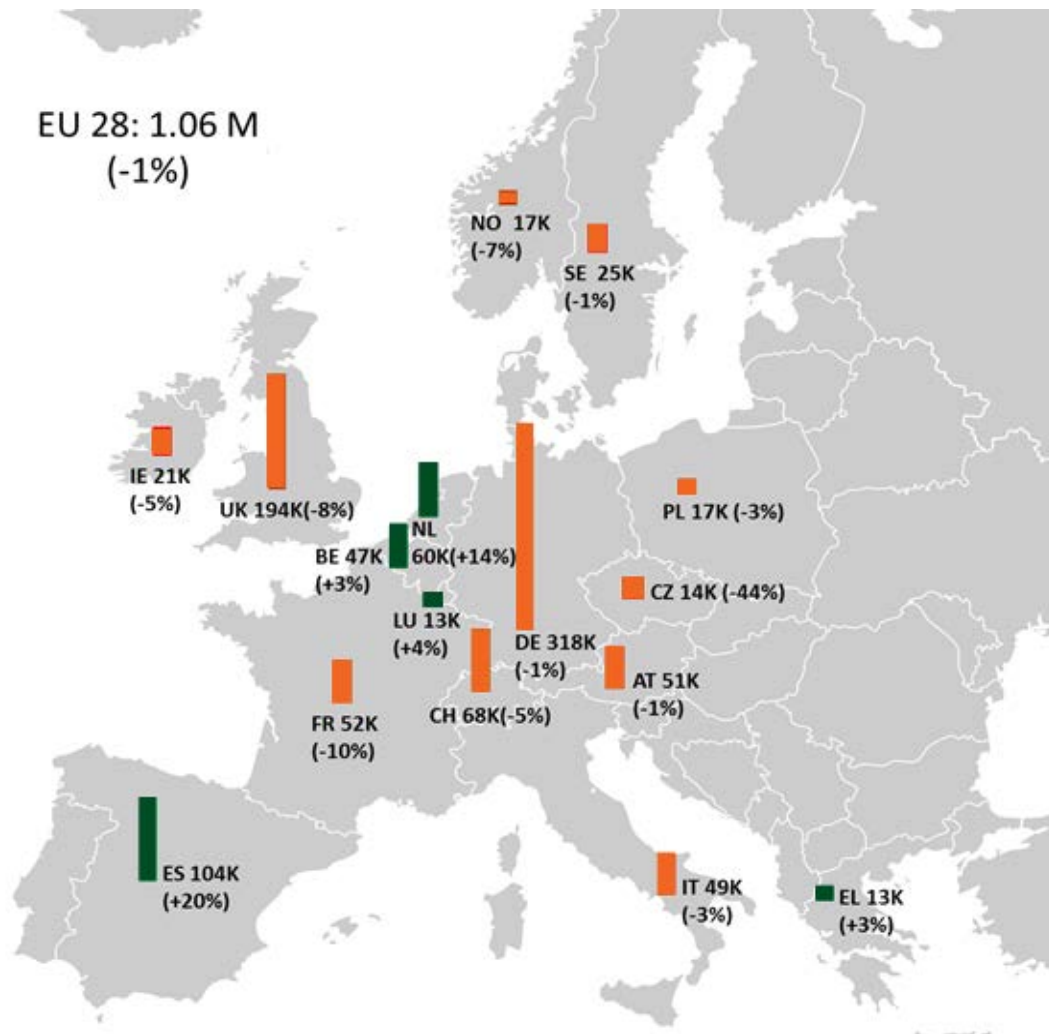 EU 28: 1.06 M
(-1%)
NO 17K
(-7%)
SE 25K
(-1%)
IE 21K
(-5%)
UK 194K(-8%)
NL
60K(+14%)
BE 47K
(+3%)
LU 13K
(+4%)
PL 17K (-3%)
CZ 14K (-44%)
DE 318K
(-1%)
AT 51K
(-1%)
CH 68K(-5%)
FR 52K
(-10%)
ES 104K
(+20%)
IT 49K
(-3%)
EL 13K
(+3%)